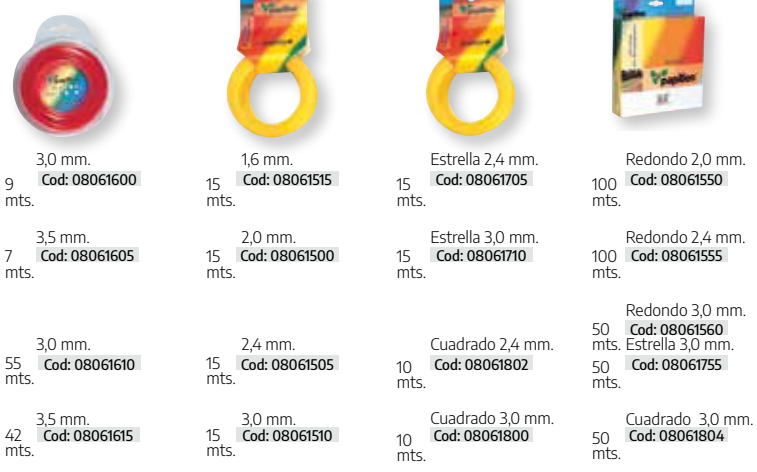 papillon
papillon
3,0 mm.
9 mts.
Cod: 08061600
3,5 mm.
7 mts.
Cod: 08061605
3,0 mm.
55 mts.
Cod: 08061610
3,5 mm.
42 mts.
Cod: 08061615
1,6 mm.
15 mts.
Cod: 08061515
2,0 mm.
15 mts.
Cod: 08061500
2,4 mm.
15 mts.
Cod: 08061505
3,0 mm.
15 mts.
Cod: 08061510
papillon
Estrella 2,4 mm.
15 mts.
Cod: 08061705
Estrella 3,0 mm.
15 mts.
Cod: 08061710
Cuadrado 2,4 mm.
10 mts.
Cod: 08061802
Cuadrado 3,0 mm.
10 mts.
Cod: 08061800
Redondo 2,0 mm.
100 mts.
Cod: 08061550
Redondo 2,4 mm.
100 mts.
Cod: 08061555
Redondo 3,0 mm.
50 mts.
Cod: 08061560
Estrella 3,0 mm.
50 mts.
Cod: 08061755
Cuadrado 3,0 mm.
50 mts.
Cod: 08061804